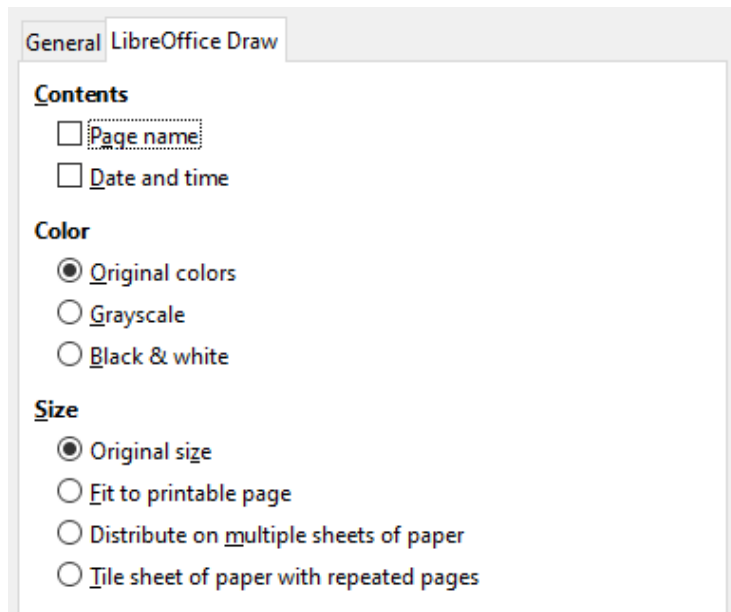 General LibreOffice Draw
Contents
Page name
Date and time
Color
Original colors
Grayscale
Black & white
Size
Original size
Fit to printable page
Distribute on multiple sheets of paper
Tile sheet of paper with repeated pages